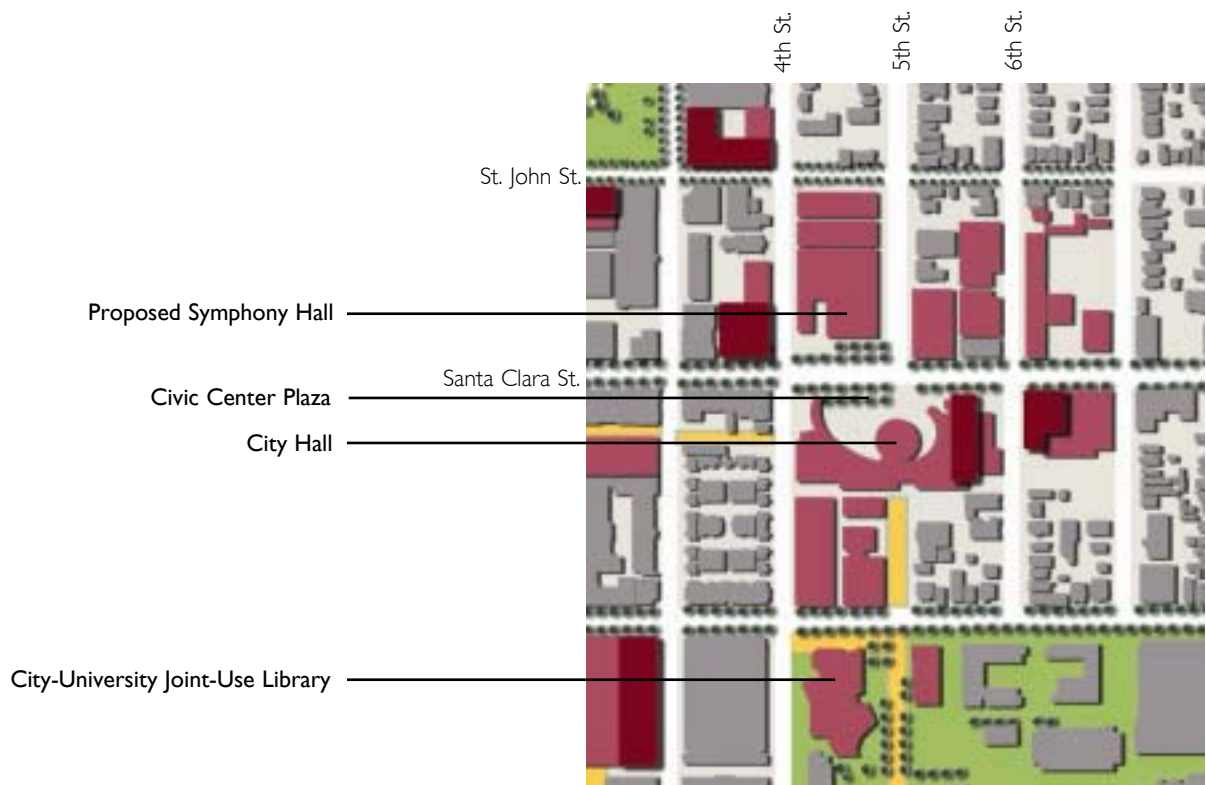 4th St.
5th St.
6th St.
St. John St.
Proposed Symphony Hall
Santa Clara St.
Civic Center Plaza
City Hall
City-University Joint-Use Library